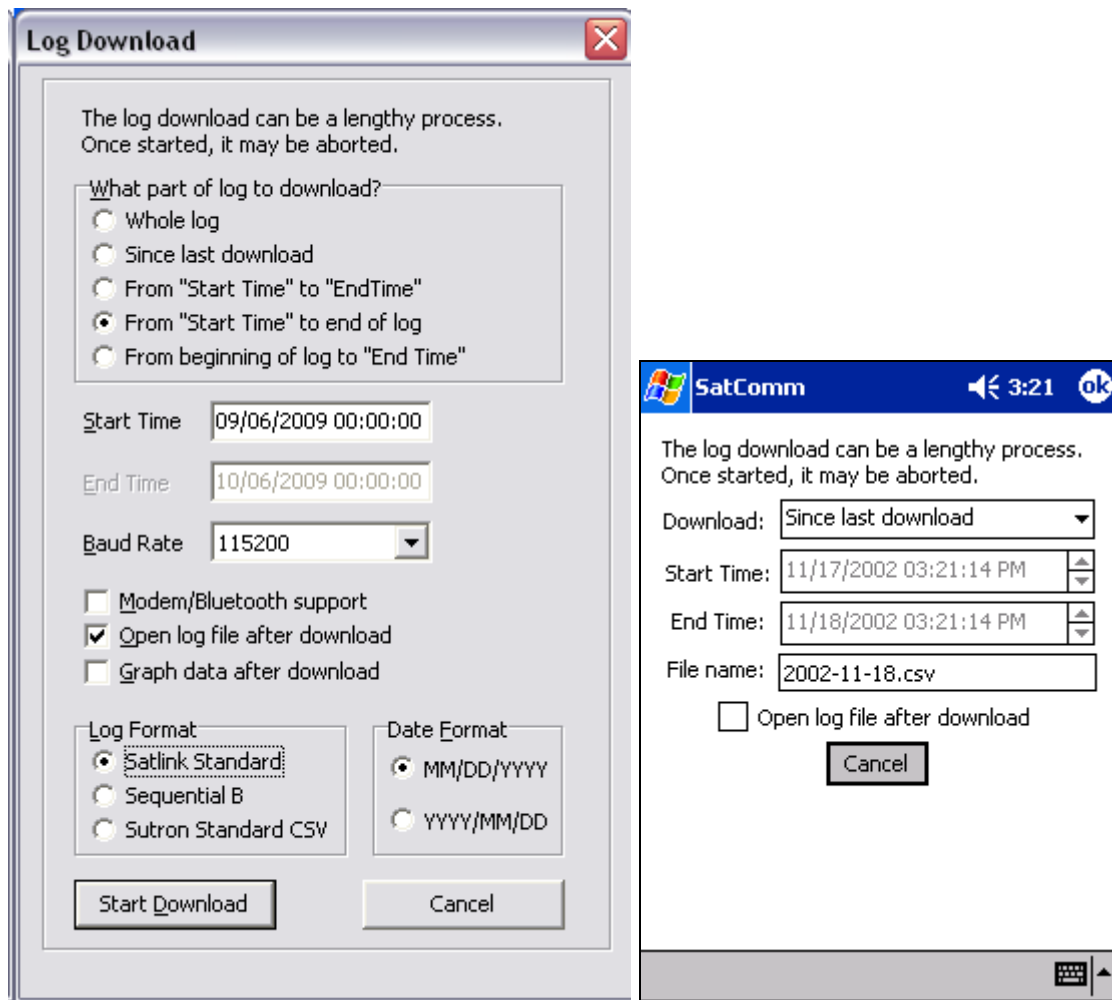 Log Download
The log download can be a lengthy process.
Once started, it may be aborted.
What part of log to download?
Whole log
Since last download
From "Start Time" to "EndTime"
From "Start Time" to end of log
From beginning of log to "End Time"
Start Time 09/06/2009 00:00:00
End Time 10/06/2009 00:00:00
Baud Rate 115200
Modem/Bluetooth support
Open log file after download
Graph data after download
Log Format
Satlink Standard
Sequential B
Sutron Standard CSV
Date Format
MM/DD/YYYY
YYYY/MM/DD
Start Download
Cancel
SatComm 3:21 ok
The log download can be a lengthy process.
Once started, it may be aborted.
Download: Since last download
Start Time: 11/17/2002 03:21:14 PM
End Time: 11/18/2002 03:21:14 PM
File name: 2002-11-18.csv
Open log file after download
Cancel